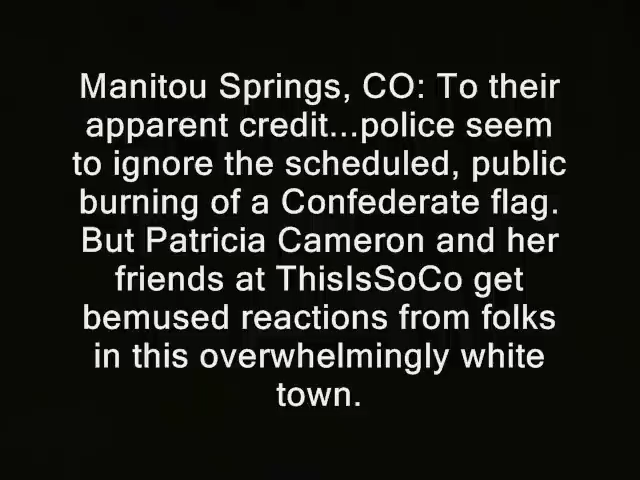 Manitou Springs, CO: To their
apparent credit...police seem
to ignore the scheduled, public
burning of a Confederate flag.
But Patricia Cameron and her
friends at ThisIsSoCo get
bemused reactions from folks
in this overwhelmingly white
town.